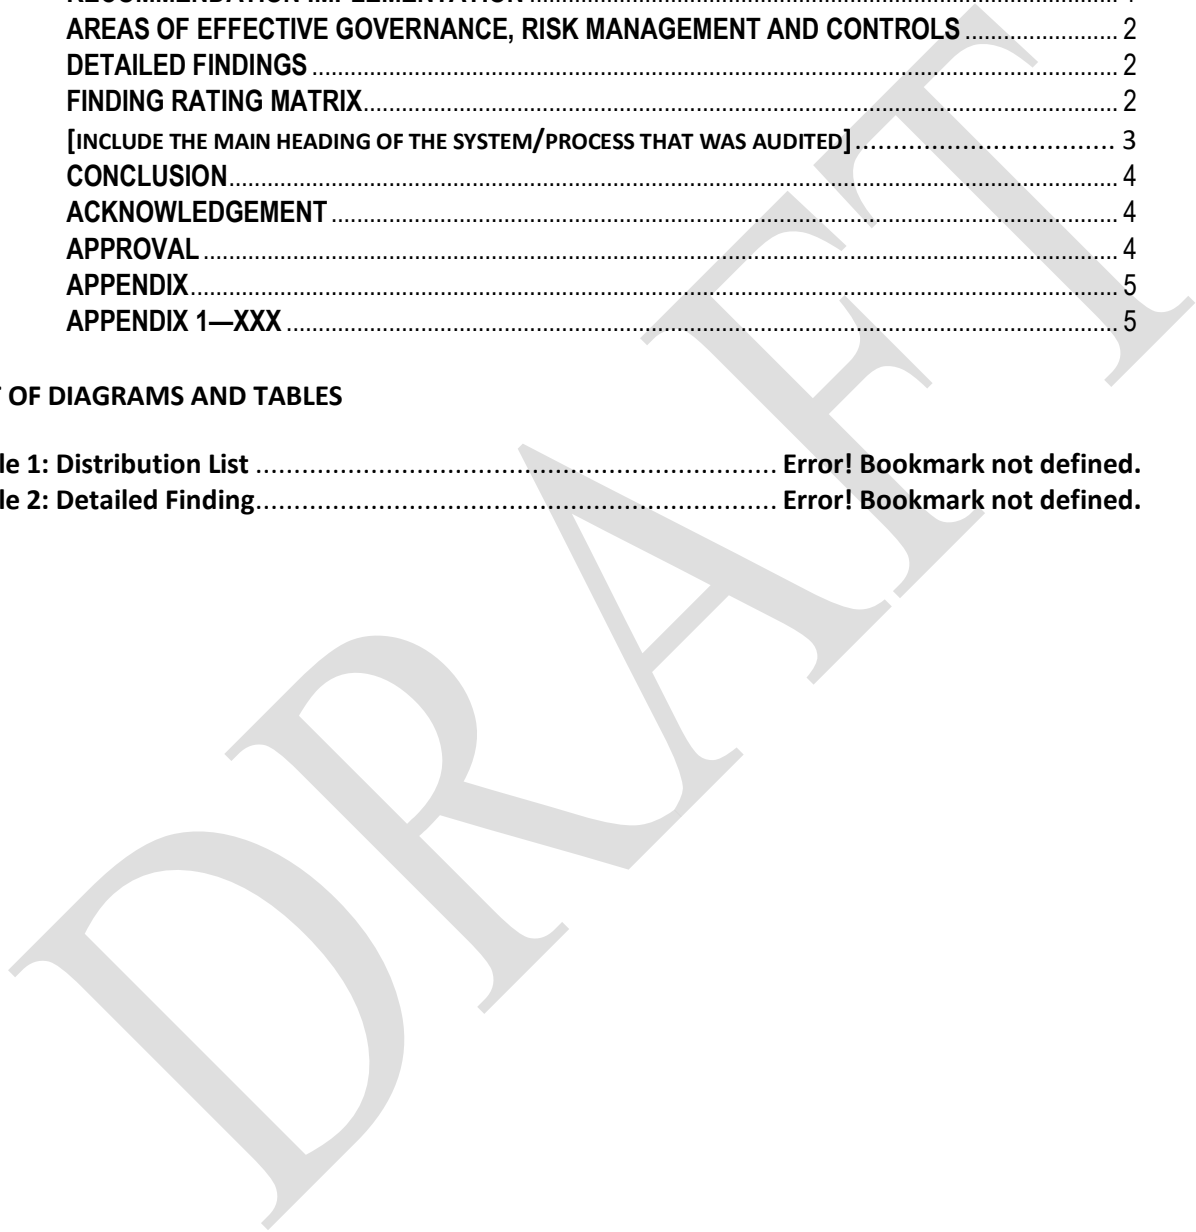 AREAS OF EFFECTIVE GOVERNANCE, RISK MANAGEMENT AND CONTROLS ........ 2
DETAILED FINDINGS ........ 2
FINDING RATING MATRIX ........ 2
[INCLUDE THE MAIN HEADING OF THE SYSTEM/PROCESS THAT WAS AUDITED] ........ 3
CONCLUSION ........ 4
ACKNOWLEDGEMENT ........ 4
APPROVAL ........ 4
APPENDIX ........ 5
APPENDIX 1—XXX ........ 5
OF DIAGRAMS AND TABLES
le 1: Distribution List ........ Error! Bookmark not defined.
le 2: Detailed Finding ........ Error! Bookmark not defined.
DRAFT